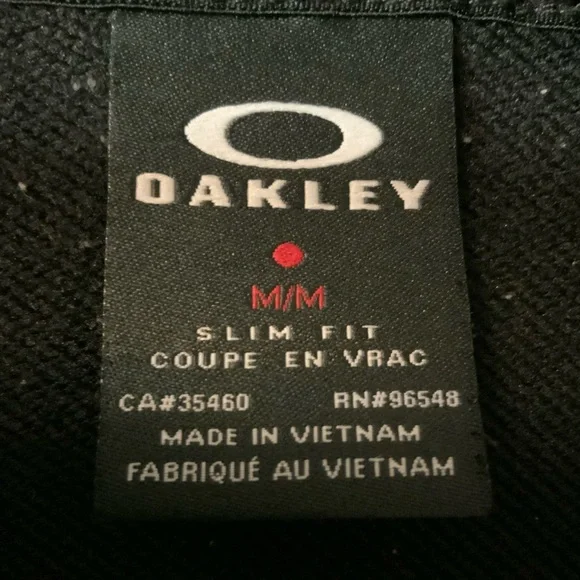 OAKLEY
M/M
SLIM FIT
COUPE EN VRAC
CA#35460 RN#96548
MADE IN VIETNAM
FABRIQUÉ AU VIETNAM